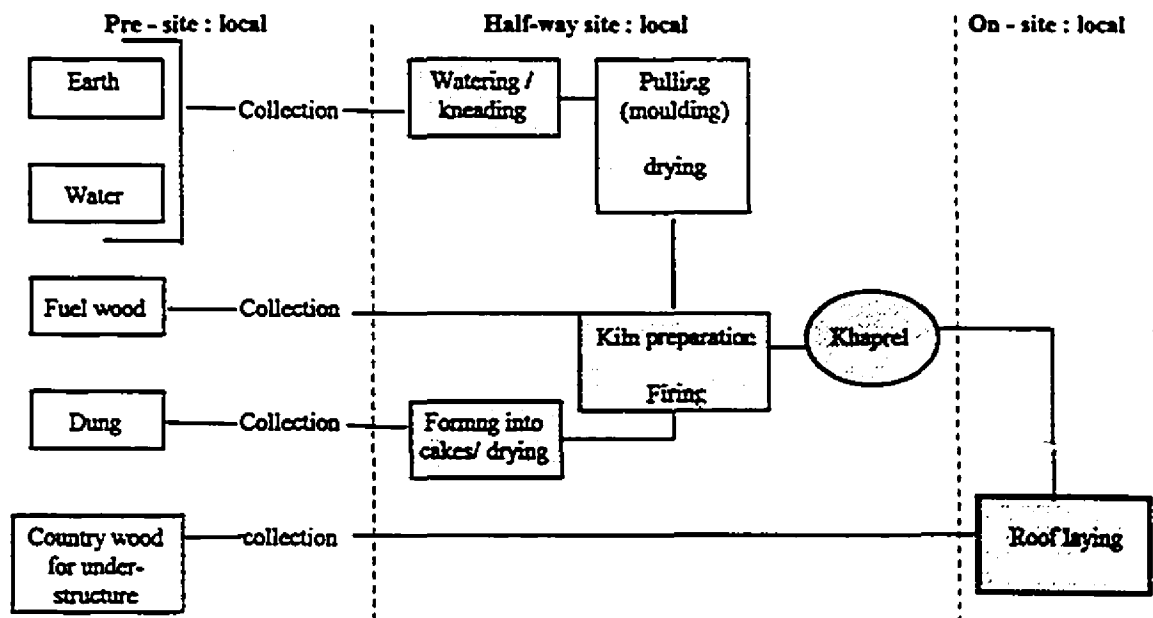 Pre - site : local
Half-way site : local
On - site : local
Earth
Water
Collection
Watering /
kneading
Pulling
(moulding)
drying
Fuel wood
Collection
Kiln preparation
Firing
Khaprel
Dung
Collection
Formng into
cakes/ drying
Country wood
for under-
structure
collection
Roof laying